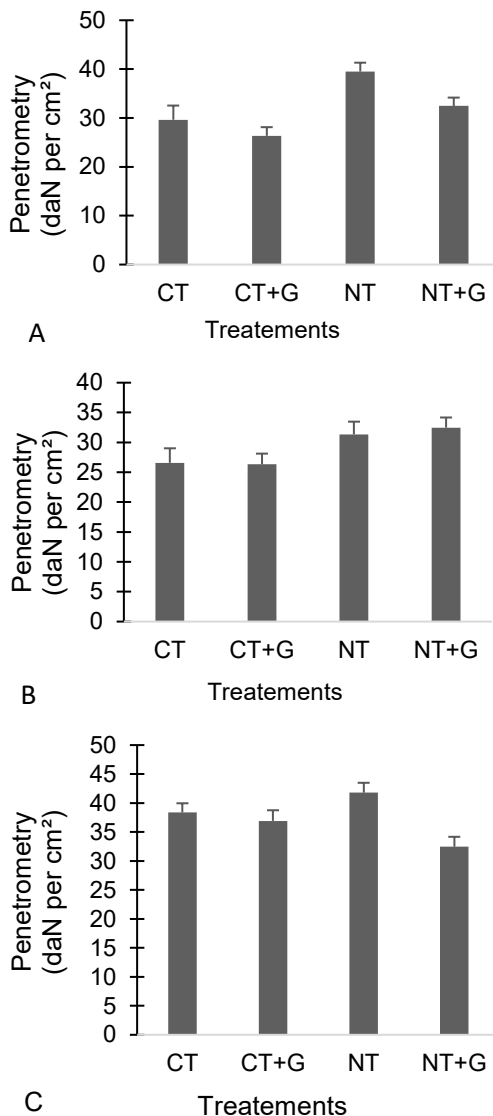 Penetrometry
(daN per cm²)
50
40
30
20
10
0
CT CT+G NT NT+G
Treatements
A
Penetrometry
(daN per cm²)
40
35
30
25
20
15
10
5
0
CT CT+G NT NT+G
Treatements
B
Penetrometry
(daN per cm²)
50
45
40
35
30
25
20
15
10
5
0
CT CT+G NT NT+G
Treatements
C